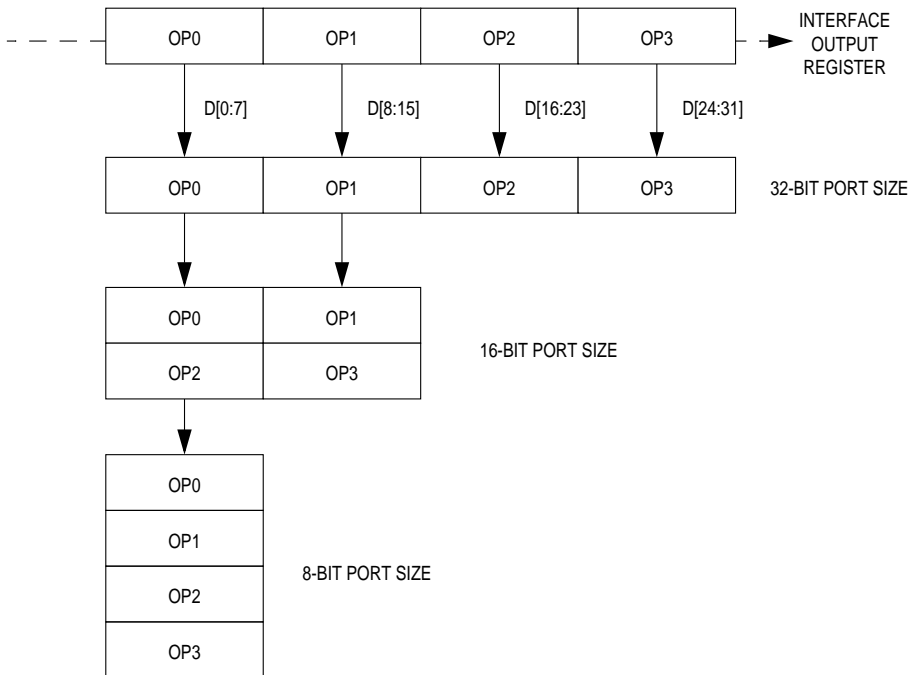 OP0 OP1 OP2 OP3
INTERFACE
OUTPUT
REGISTER
D[0:7] D[8:15] D[16:23] D[24:31]
OP0 OP1 OP2 OP3 32-BIT PORT SIZE
OP0 OP1
16-BIT PORT SIZE
OP2 OP3
OP0
OP1
8-BIT PORT SIZE
OP2
OP3